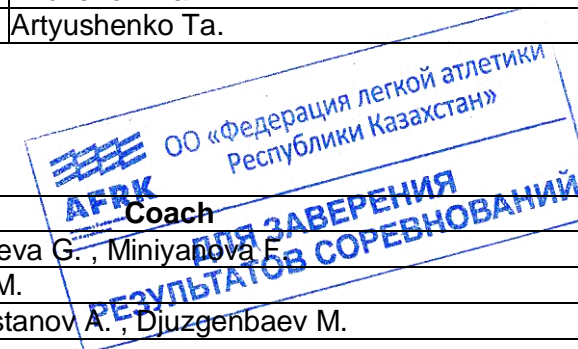 Artyushenko Ta.
ОО «Федерация легкой атлетики
Республики Казахстан»
AFRK
ДЛЯ ЗАВЕРЕНИЯ
РЕЗУЛЬТАТОВ СОРЕВНОВАНИЙ
Coach
eva G. , Miniyanova F.
M.
stanov A. , Djuzgenbaev M.